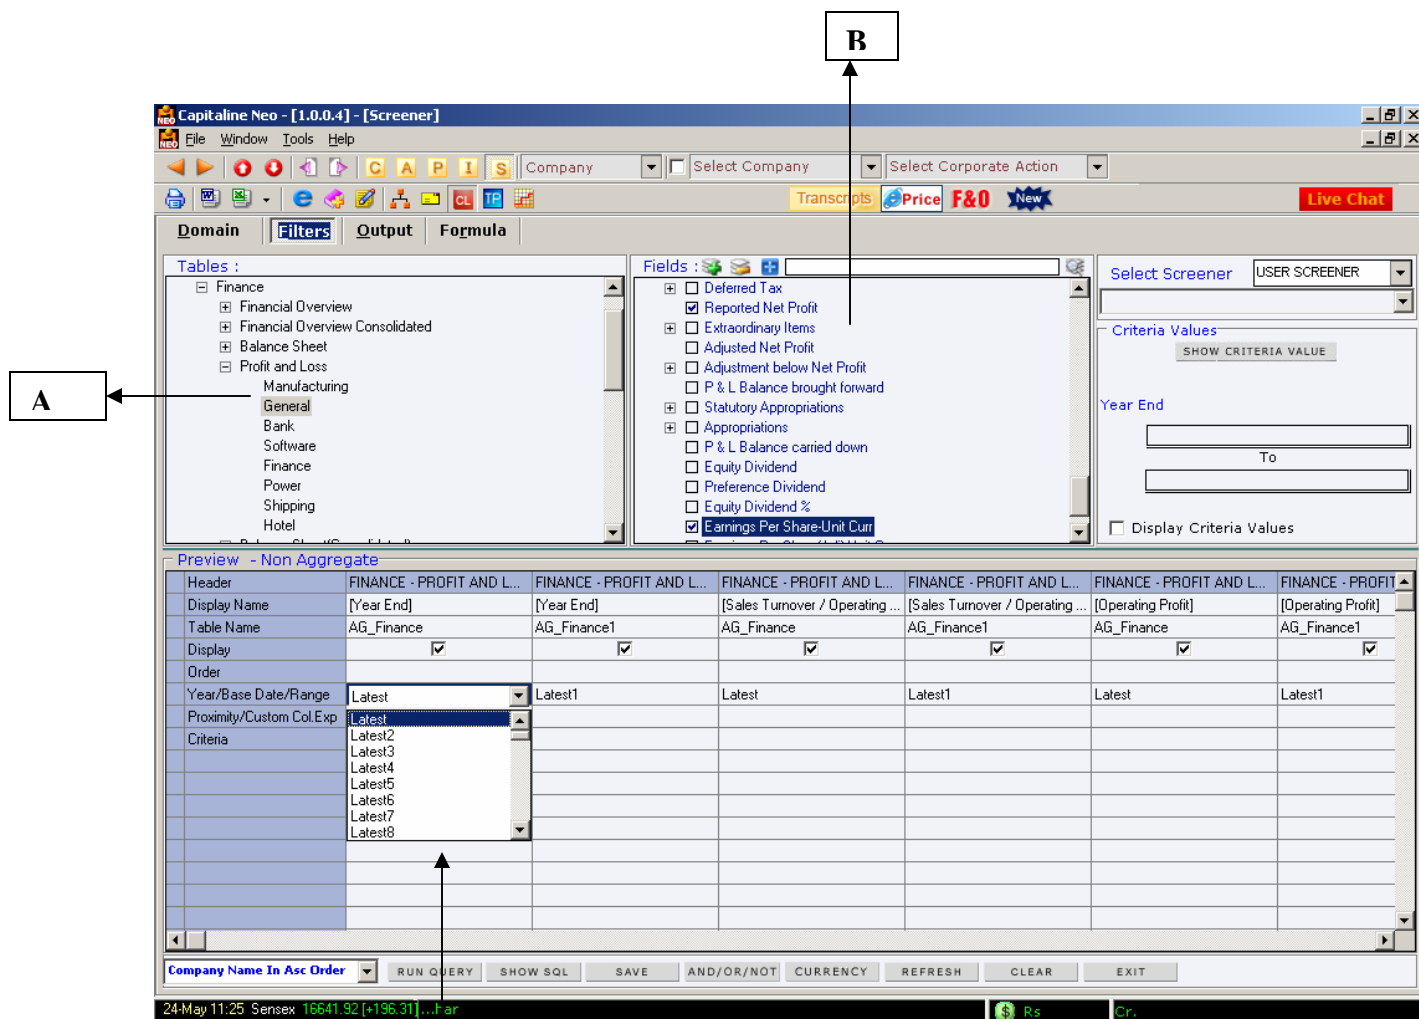 B
Capitaline Neo - [1.0.0.4] - [Screener]
File Window Tools Help
C A P I S Company Select Company Select Corporate Action
CL TP Transcripts Price F&O New Live Chat
Domain Filters Output Formula
Tables :
Finance
Financial Overview
Financial Overview Consolidated
Balance Sheet
Profit and Loss
Manufacturing
General
Bank
Software
Finance
Power
Shipping
Hotel
Fields :
Deferred Tax
Reported Net Profit
Extraordinary Items
Adjusted Net Profit
Adjustment below Net Profit
P & L Balance brought forward
Statutory Appropriations
Appropriations
P & L Balance carried down
Equity Dividend
Preference Dividend
Equity Dividend %
Earnings Per Share-Unit Curr
Select Screener USER SCREENER
Criteria Values
SHOW CRITERIA VALUE
Year End
To
Display Criteria Values
A
Preview - Non Aggregate
Header FINANCE - PROFIT AND L... FINANCE - PROFIT AND L... FINANCE - PROFIT AND L... FINANCE - PROFIT AND L... FINANCE - PROFIT AND L... FINANCE - PROFIT
Display Name [Year End] [Year End] [Sales Turnover / Operating ... [Sales Turnover / Operating ... [Operating Profit] [Operating Profit]
Table Name AG_Finance AG_Finance1 AG_Finance AG_Finance1 AG_Finance AG_Finance1
Display
Order
Year/Base Date/Range Latest Latest1 Latest Latest1 Latest Latest1
Proximity/Custom Col.Exp Latest
Criteria Latest2
Latest3
Latest4
Latest5
Latest6
Latest7
Latest8
Company Name In Asc Order RUN QUERY SHOW SQL SAVE AND/OR/NOT CURRENCY REFRESH CLEAR EXIT
24-May 11:25 Sensex 16641.92 [+196.31]...har Rs Cr.